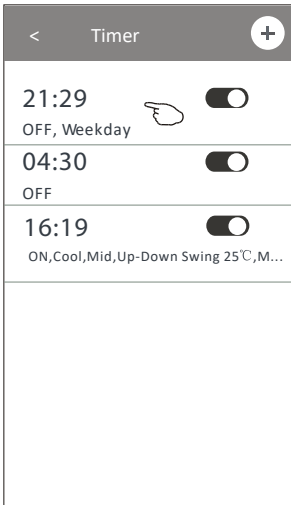 < Timer +
21:29
OFF, Weekday
04:30
OFF
16:19
ON,Cool,Mid,Up-Down Swing 25℃,M...